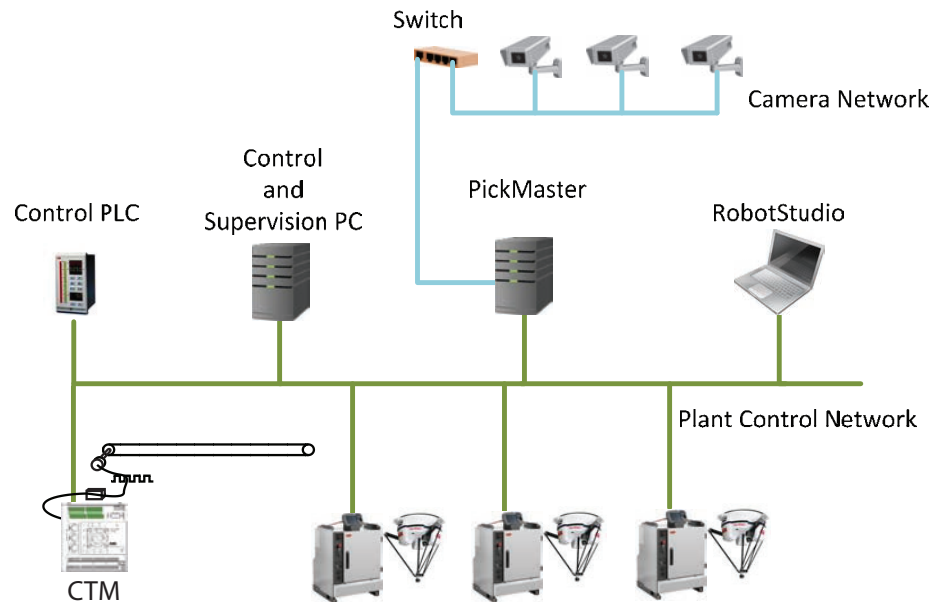 Switch
Camera Network
Control
and
Supervision PC
PickMaster
Control PLC
RobotStudio
Plant Control Network
CTM